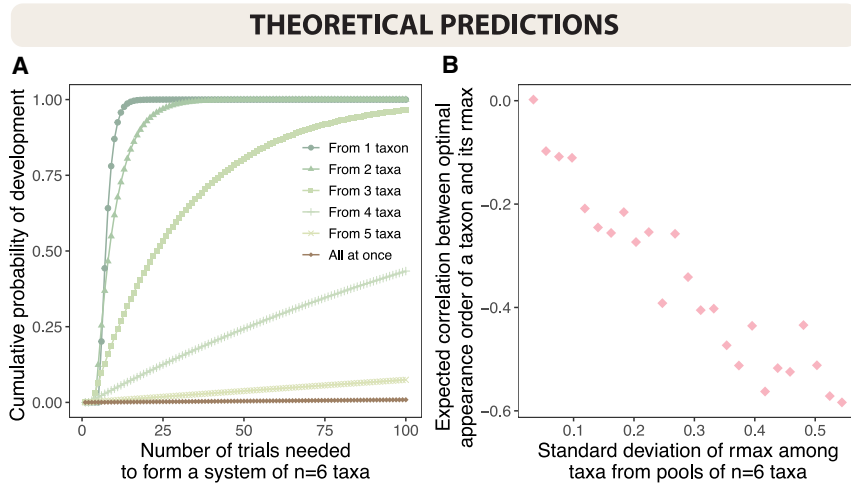 THEORETICAL PREDICTIONS
A
Cumulative probability of development
1.00
0.75
0.50
0.25
0.00
From 1 taxon
From 2 taxa
From 3 taxa
From 4 taxa
From 5 taxa
All at once
0
25
50
75
100
Number of trials needed
to form a system of n=6 taxa
B
Expected correlation between optimal
appearance order of a taxon and its rmax
0.0
−0.2
−0.4
−0.6
0.1
0.2
0.3
0.4
0.5
Standard deviation of rmax among
taxa from pools of n=6 taxa